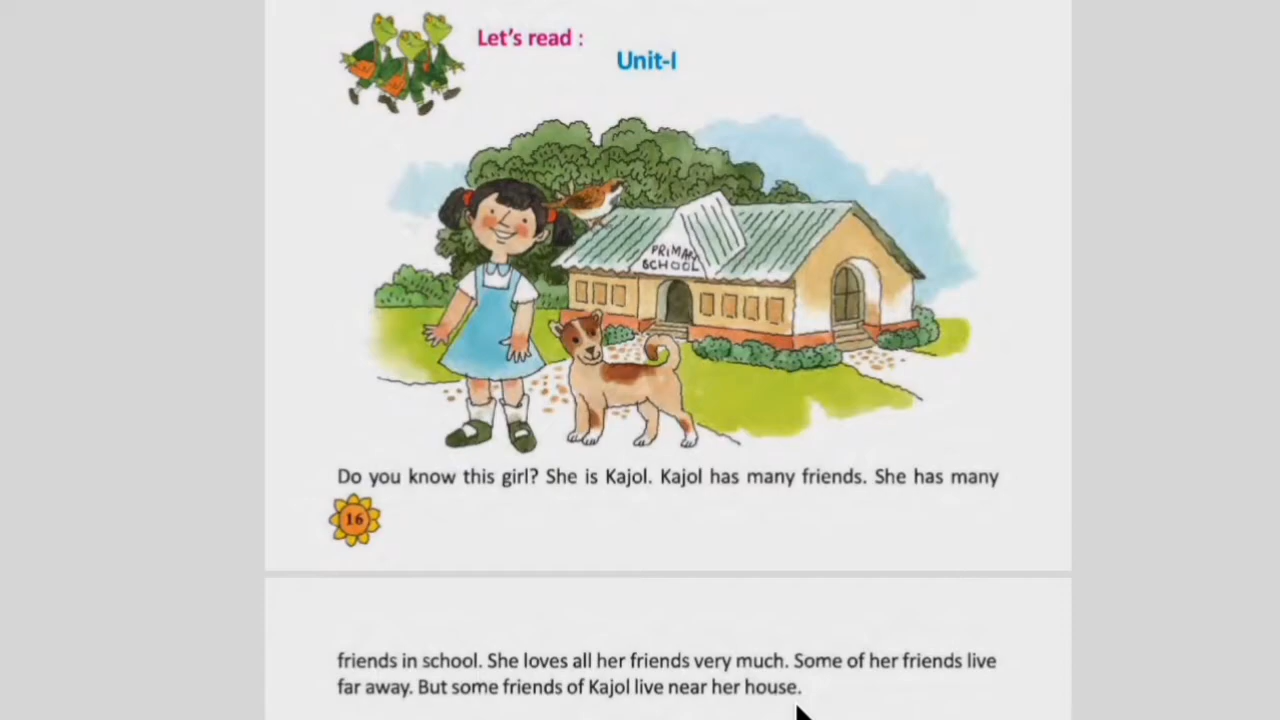 Let's read :
Unit-I
PRIMARY
SCHOOL
Do you know this girl? She is Kajol. Kajol has many friends. She has many
16
friends in school. She loves all her friends very much. Some of her friends live
far away. But some friends of Kajol live near her house.